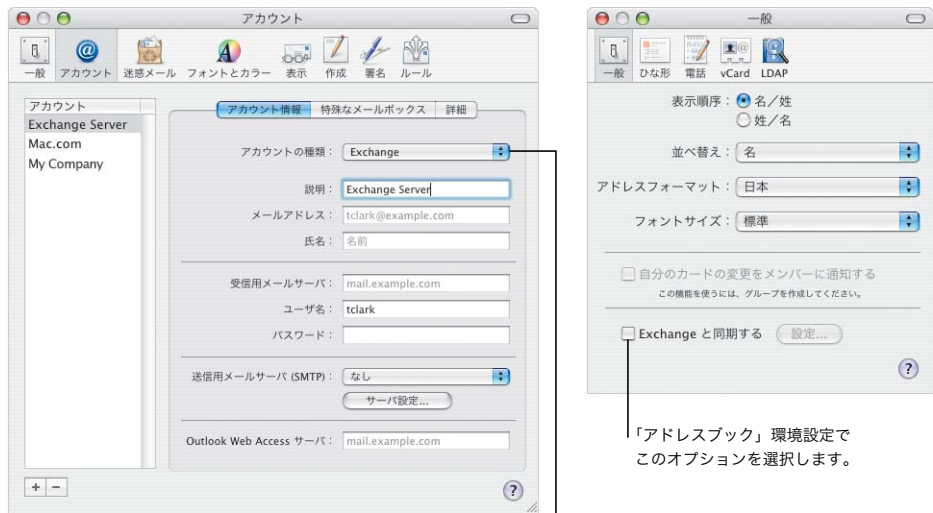 アカウント
一般 アカウント 迷惑メール フォントとカラー 表示 作成 署名 ルール
アカウント
Exchange Server
Mac.com
My Company
アカウント情報 特殊なメールボックス 詳細
アカウントの種類： Exchange
説明： Exchange Server
メールアドレス： tclark@example.com
氏名： 名前
受信用メールサーバ： mail.example.com
ユーザ名： tclark
パスワード：
送信用メールサーバ (SMTP)： なし
サーバ設定...
Outlook Web Access サーバ： mail.example.com
一般
一般 ひな形 電話 vCard LDAP
表示順序： 名／姓
姓／名
並べ替え： 名
アドレスフォーマット： 日本
フォントサイズ： 標準
自分のカードの変更をメンバーに通知する
この機能を使うには、グループを作成してください。
Exchange と同期する 設定...
「アドレスブック」環境設定で
このオプションを選択します。